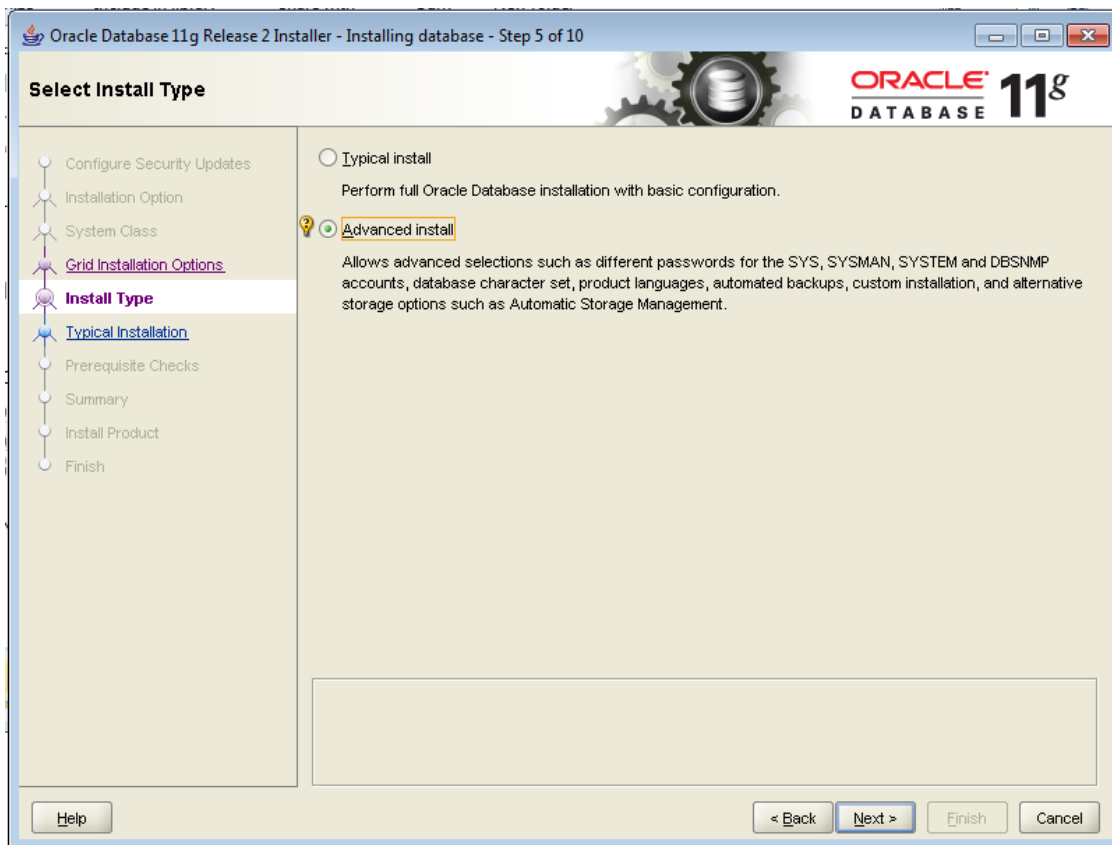 Oracle Database 11g Release 2 Installer - Installing database - Step 5 of 10
Select Install Type
ORACLE
DATABASE
11g
Configure Security Updates
Installation Option
System Class
Grid Installation Options
Install Type
Typical Installation
Prerequisite Checks
Summary
Install Product
Finish
Typical install
Perform full Oracle Database installation with basic configuration.
Advanced install
Allows advanced selections such as different passwords for the SYS, SYSMAN, SYSTEM and DBSNMP
accounts, database character set, product languages, automated backups, custom installation, and alternative
storage options such as Automatic Storage Management.
Help
< Back
Next >
Finish
Cancel